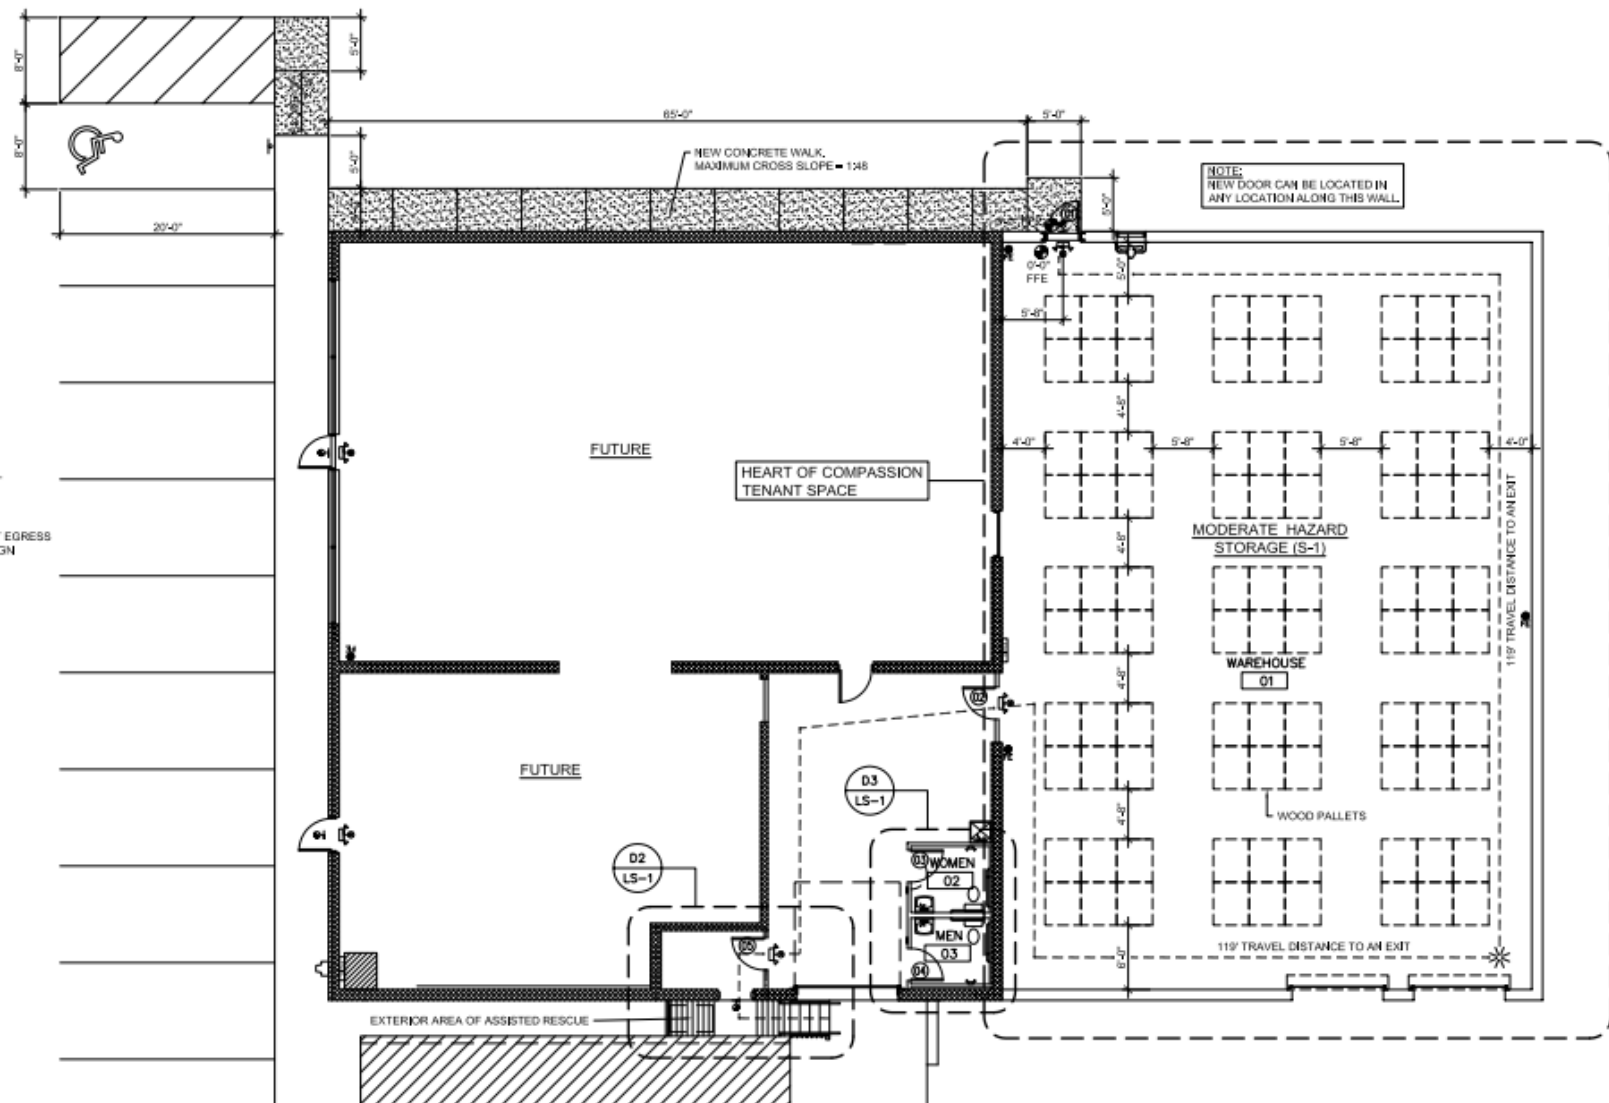 8'-0"
5'-0"
8'-0"
5'-0"
20'-0"
65'-0"
5'-0"
NEW CONCRETE WALK.
MAXIMUM CROSS SLOPE = 1:48
NOTE:
NEW DOOR CAN BE LOCATED IN
ANY LOCATION ALONG THIS WALL.
5'-0"
01
0'-0"
FFE
5'-0"
5'-8"
4'-8"
FUTURE
4'-0"
5'-8"
5'-8"
4'-0"
HEART OF COMPASSION
TENANT SPACE
EGRESS
GN
4'-8"
MODERATE HAZARD
STORAGE (S-1)
119' TRAVEL DISTANCE TO AN EXIT
WAREHOUSE
01
4'-8"
02
FUTURE
D3
LS-1
4'-8"
WOOD PALLETS
D2
LS-1
03
WOMEN
02
MEN
03
04
05
119' TRAVEL DISTANCE TO AN EXIT
6'-0"
EXTERIOR AREA OF ASSISTED RESCUE